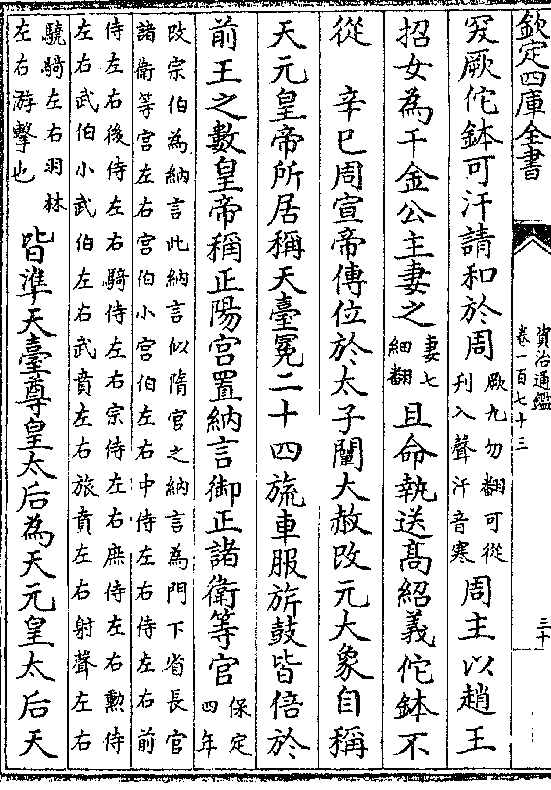 欽定四庫全書
資治通鑑
卷一百七十三
三十
突厥佗鉢可汗請和於周
厥九勿翻可從
刋入聲汗音寒
周主以趙王
招女為千金公主妻之
妻七
細翻
且命執送髙紹義佗鉢不
從　辛巳周宣帝傳位於太子闡大赦改元大象自稱
天元皇帝所居稱天臺冕二十四旒車服旂鼓皆倍於
前王之數皇帝稱正陽宫置納言御正諸衛等官
保定
四年
改宗伯為納言此納言似隋官之納言為門下省長官
諸衛等宫左右宫伯小宫伯左右中侍左右侍左右前
侍左右後侍左右騎侍左右宗侍左右庶侍左右勲侍
左右武伯小武伯左右武賁左右旅賁左右射聲左右
驍騎左右羽林
左右游擊也
皆準天臺尊皇太后為天元皇太后天